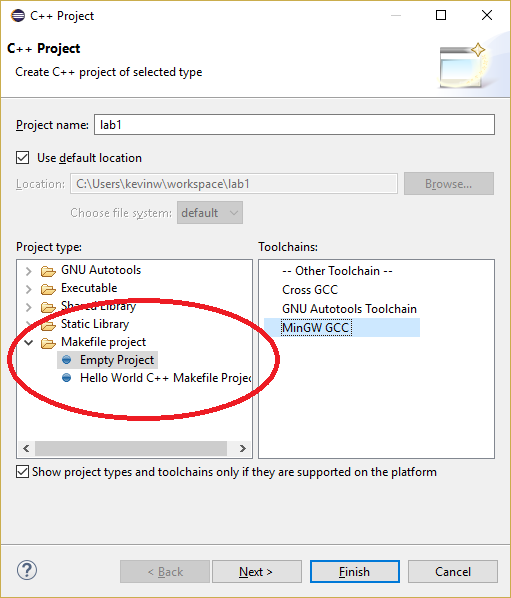 C++ Project
C++ Project
Create C++ project of selected type
Project name: lab1
Use default location
Location: C:\Users\kevinw\workspace\lab1 Browse...
Choose file system: default
Project type:
GNU Autotools
Executable
Shared Library
Static Library
Makefile project
Empty Project
Hello World C++ Makefile Projec
Toolchains:
-- Other Toolchain --
Cross GCC
GNU Autotools Toolchain
MinGW GCC
Show project types and toolchains only if they are supported on the platform
? < Back Next > Finish Cancel